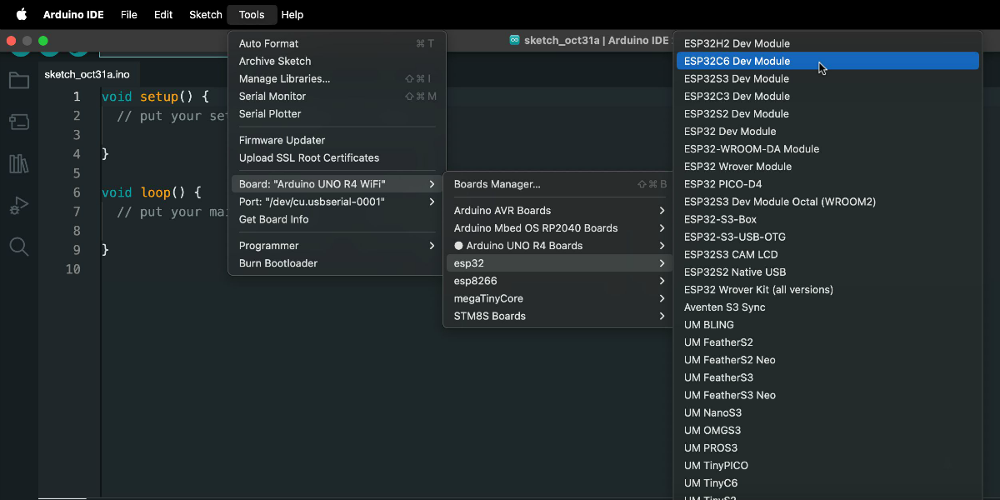 Arduino IDE File Edit Sketch Tools Help
sketch_oct31a | Arduino IDE
sketch_oct31a.ino
1 void setup() {
2 // put your se
3
4 }
5
6 void loop() {
7 // put your ma
8
9 }
10
Auto Format ⌘ T
Archive Sketch
Manage Libraries... ⇧ ⌘ I
Serial Monitor ⇧ ⌘ M
Serial Plotter
Firmware Updater
Upload SSL Root Certificates
Board: "Arduino UNO R4 WiFi"
Port: "/dev/cu.usbserial-0001"
Get Board Info
Programmer
Burn Bootloader
Boards Manager... ⇧ ⌘ B
Arduino AVR Boards
Arduino Mbed OS RP2040 Boards
Arduino UNO R4 Boards
esp32
esp8266
megaTinyCore
STM8S Boards
ESP32H2 Dev Module
ESP32C6 Dev Module
ESP32S3 Dev Module
ESP32C3 Dev Module
ESP32S2 Dev Module
ESP32 Dev Module
ESP32-WROOM-DA Module
ESP32 Wrover Module
ESP32 PICO-D4
ESP32S3 Dev Module Octal (WROOM2)
ESP32-S3-Box
ESP32-S3-USB-OTG
ESP32S3 CAM LCD
ESP32S2 Native USB
ESP32 Wrover Kit (all versions)
Aventen S3 Sync
UM BLING
UM FeatherS2
UM FeatherS2 Neo
UM FeatherS3
UM FeatherS3 Neo
UM NanoS3
UM OMGS3
UM PROS3
UM TinyPICO
UM TinyC6
UM TinyS2